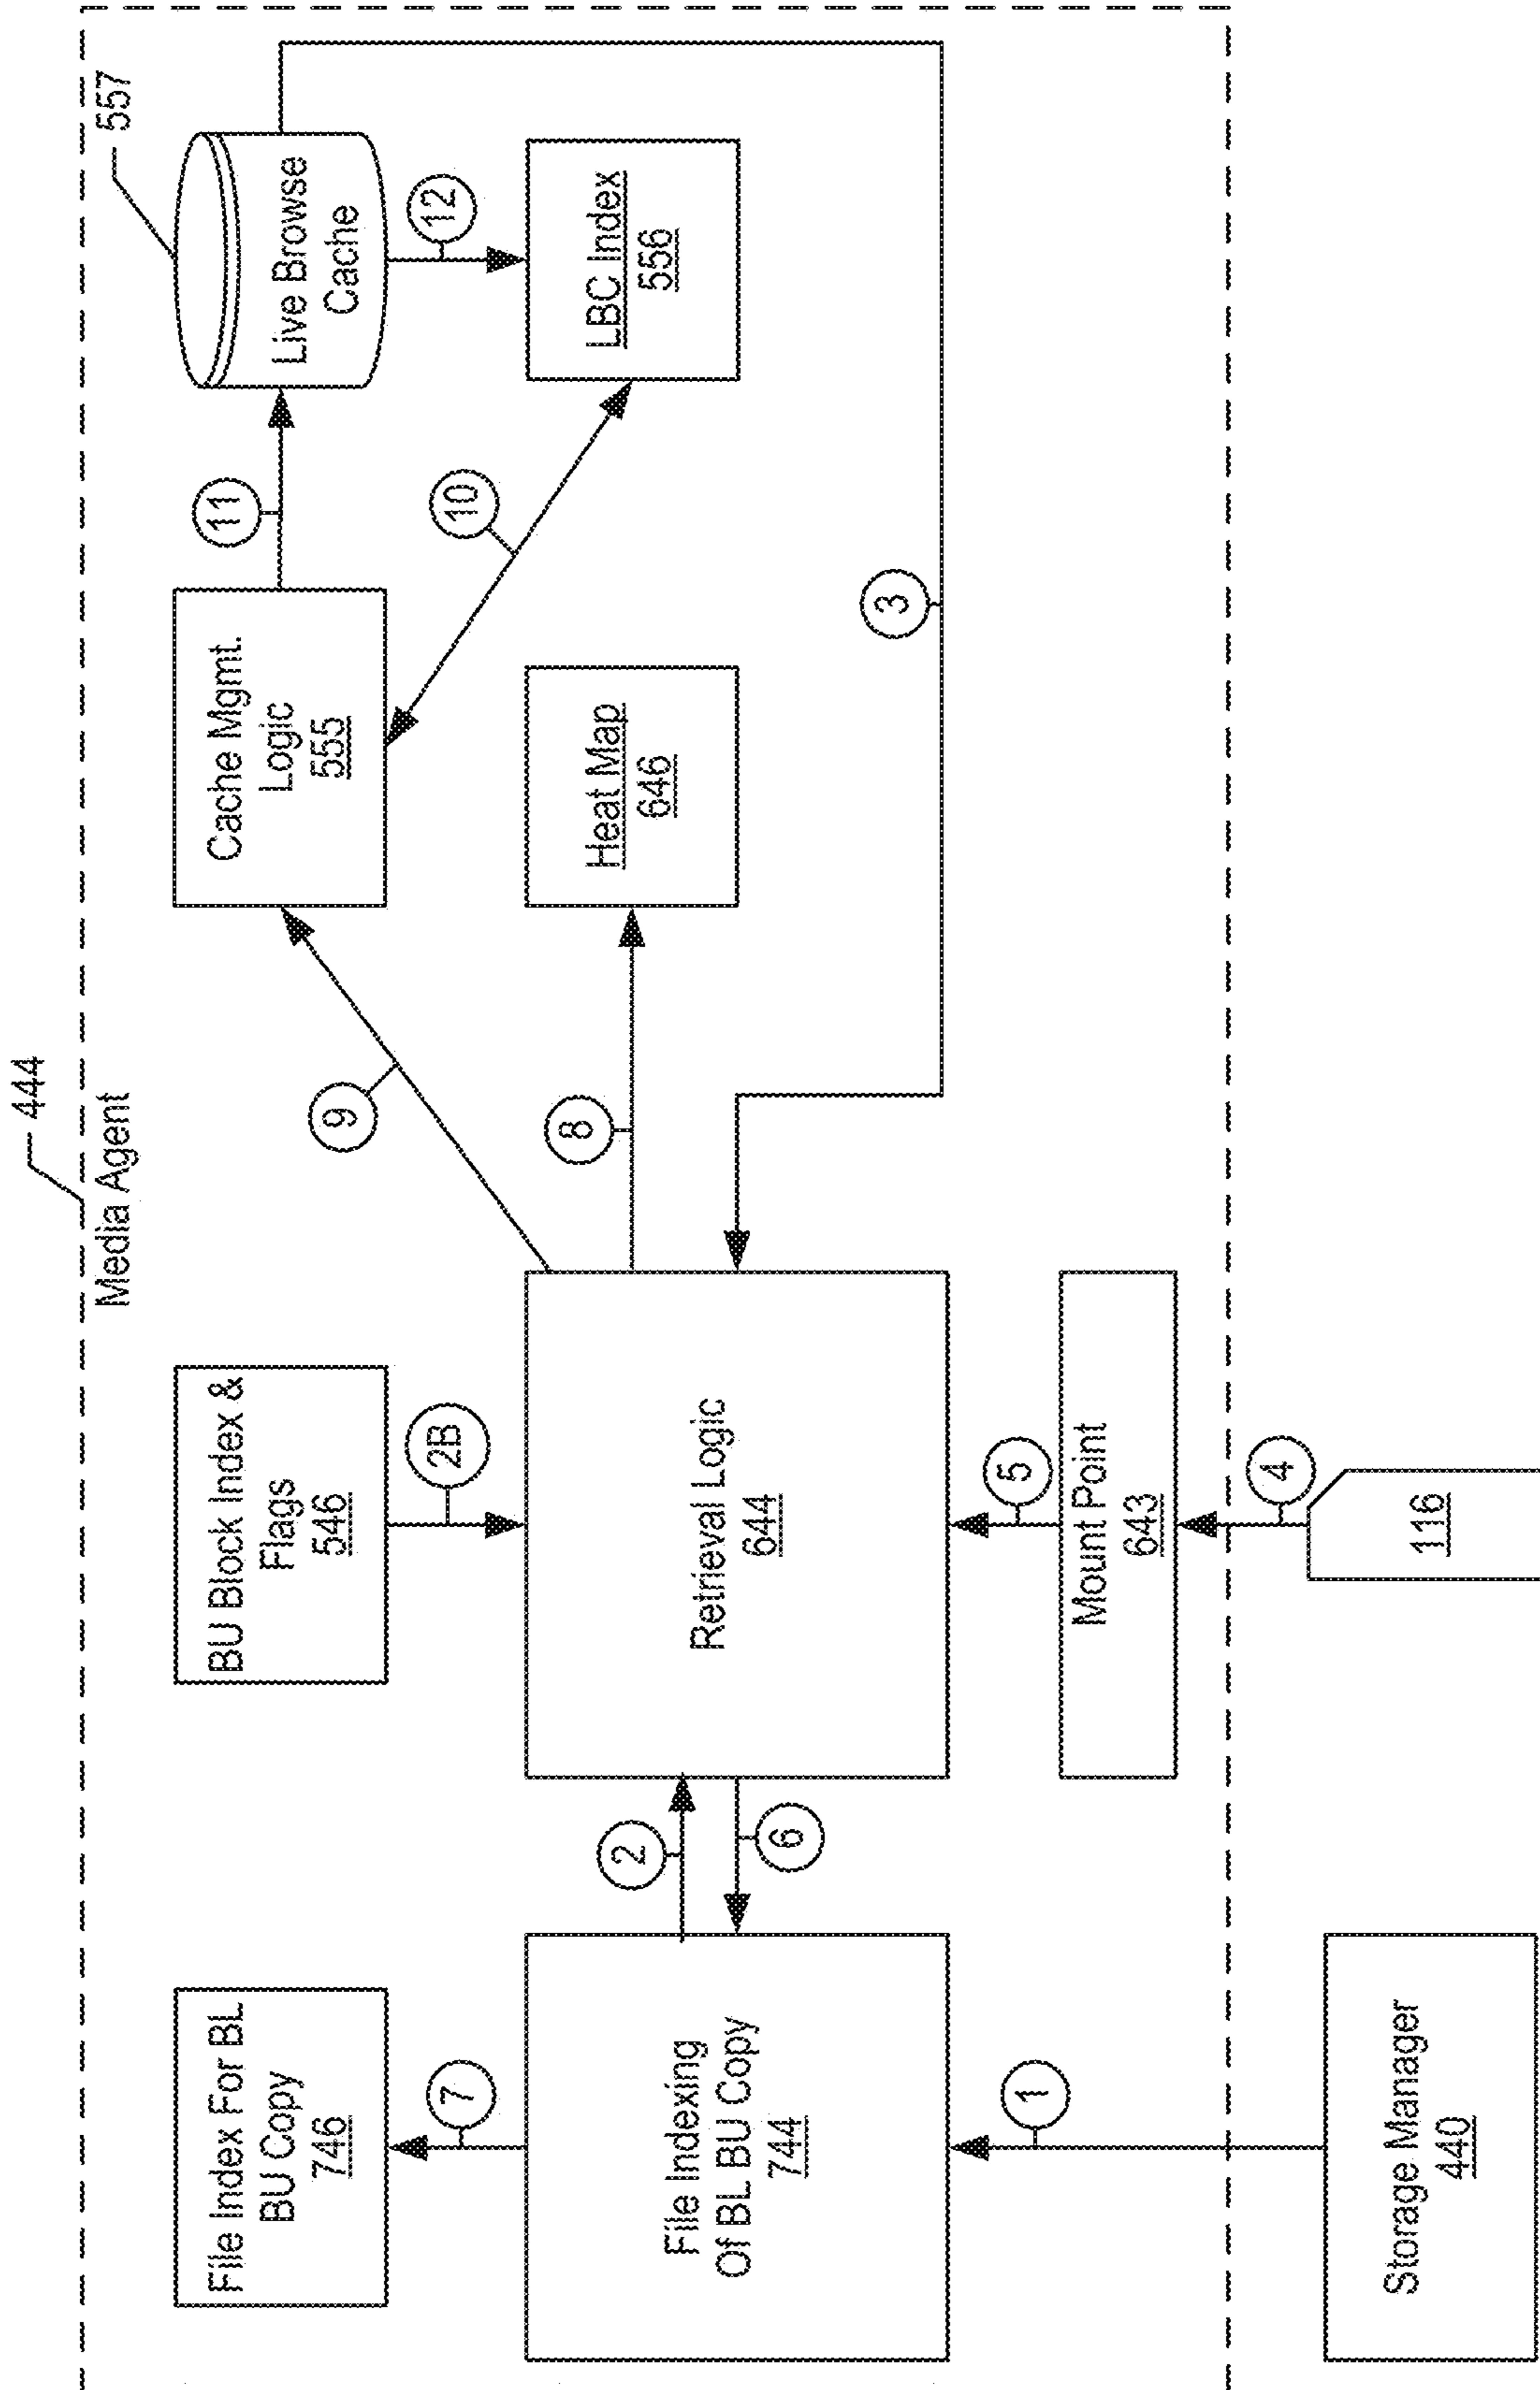 444
Media Agent
File Index For BL
BU Copy
746
7
File Indexing
Of BL BU Copy
744
1
Storage Manager
440
2
6
BU Block Index &
Flags
546
2B
Retrieval Logic
644
5
Mount Point
643
4
116
9
8
Cache Mgmt.
Logic
555
Heat Map
646
11
10
3
557
Live Browse
Cache
12
LBC Index
556